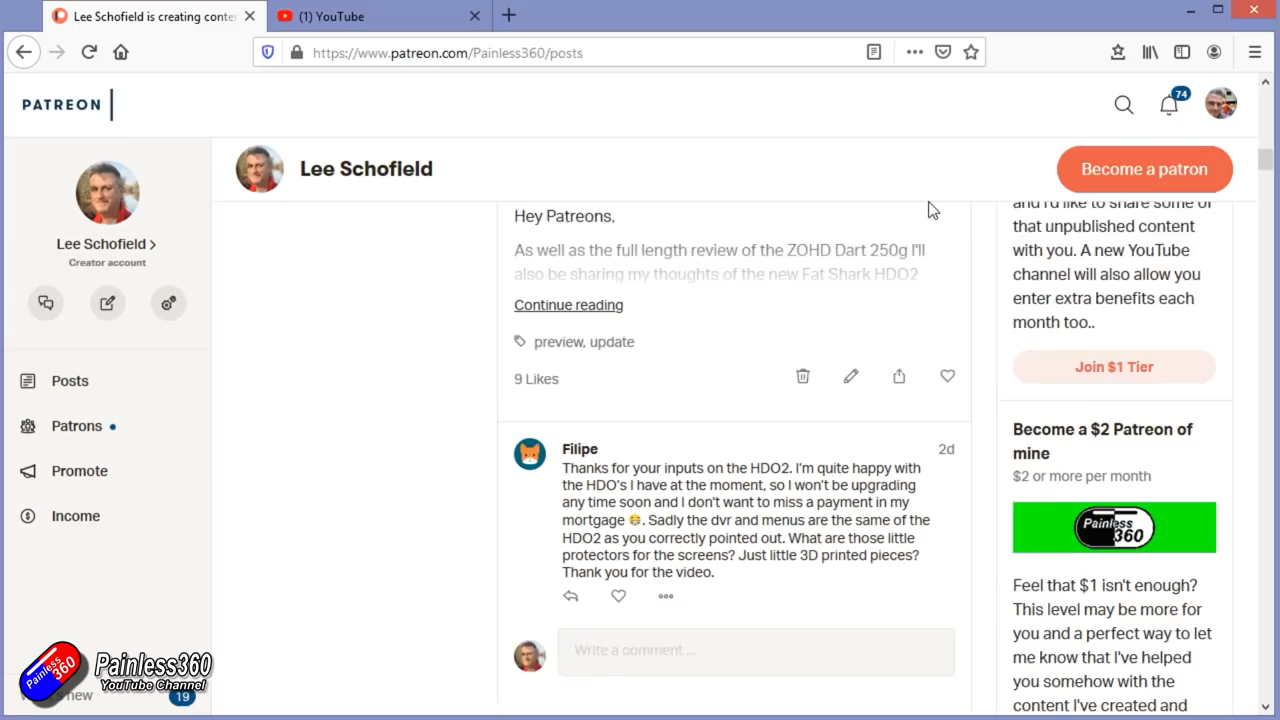 Lee Schofield is creating conte
(1) YouTube
https://www.patreon.com/Painless360/posts
PATREON
74
Lee Schofield
Creator account
Posts
Patrons
Promote
Income
Painless360
YouTube Channel
Painless
360
's new
19
Lee Schofield
Become a patron
Hey Patreons,
As well as the full length review of the ZOHD Dart 250g I'll
also be sharing my thoughts of the new Fat Shark HDO2
Continue reading
preview, update
9 Likes
Filipe
2d
Thanks for your inputs on the HDO2. I'm quite happy with
the HDO's I have at the moment, so I won't be upgrading
any time soon and I don't want to miss a payment in my
mortgage 😁. Sadly the dvr and menus are the same of the
HDO2 as you correctly pointed out. What are those little
protectors for the screens? Just little 3D printed pieces?
Thank you for the video.
Write a comment ...
and I'd like to share some of
that unpublished content
with you. A new YouTube
channel will also allow you
enter extra benefits each
month too..
Join $1 Tier
Become a $2 Patreon of
mine
$2 or more per month
Painless
360
Feel that $1 isn't enough?
This level may be more for
you and a perfect way to let
me know that I've helped
you somehow with the
content I've created and